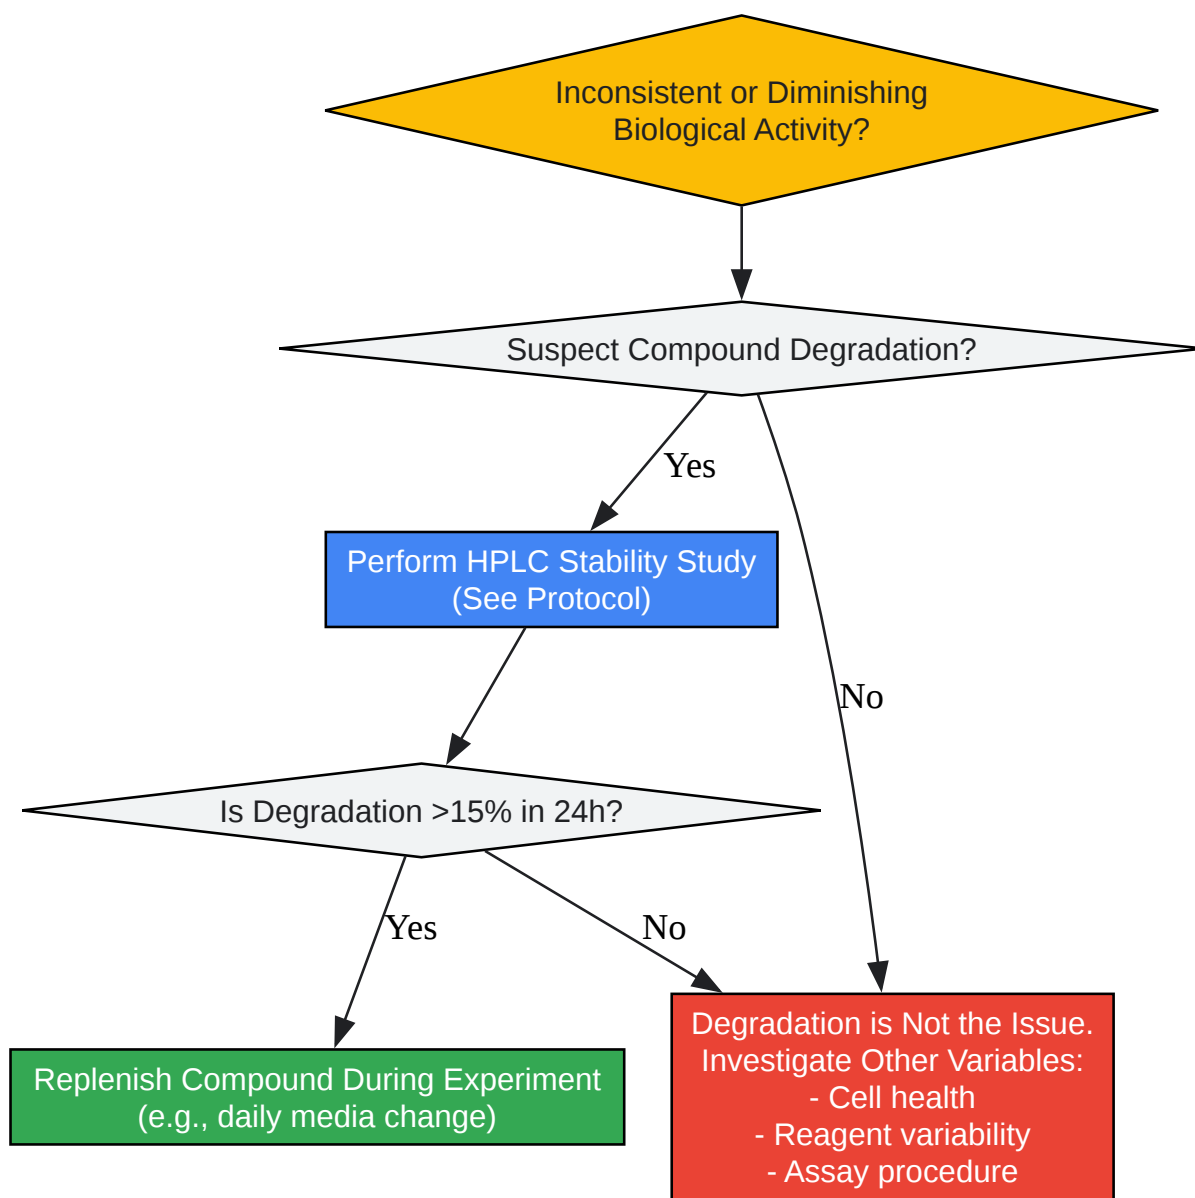 Inconsistent or Diminishing
Biological Activity?
Suspect Compound Degradation?
Yes
Perform HPLC Stability Study
(See Protocol)
No
Is Degradation >15% in 24h?
Yes
No
Replenish Compound During Experiment
(e.g., daily media change)
Degradation is Not the Issue.
Investigate Other Variables:
- Cell health
- Reagent variability
- Assay procedure